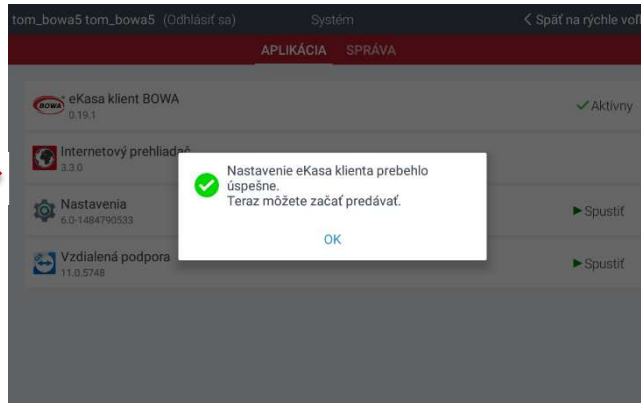 tom_bowa5 tom_bowa5 (Odhlásiť sa) Systém < Späť na rýchle voľ
APLIKÁCIA SPRÁVA
BOWA eKasa klient BOWA
0.19.1
Aktívny
Internetový prehliadač
3.3.0
Nastavenie eKasa klienta prebehlo
úspešne.
Teraz môžete začať predávať.
OK
Nastavenia
6.0-1484790533
Spustiť
Vzdialená podpora
11.0.5748
Spustiť